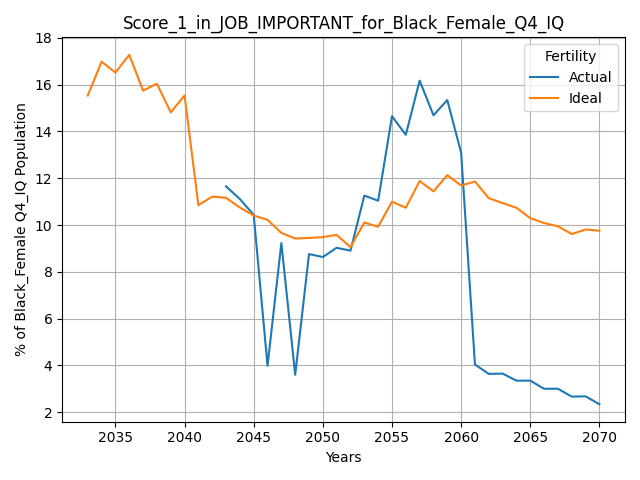 Score_1_in_JOB_IMPORTANT_for_Black_Female_Q4_IQ
% of Black_Female Q4_IQ Population
18
16
14
12
10
8
6
4
2
Fertility
Actual
Ideal
2035 2040 2045 2050 2055 2060 2065 2070
Years